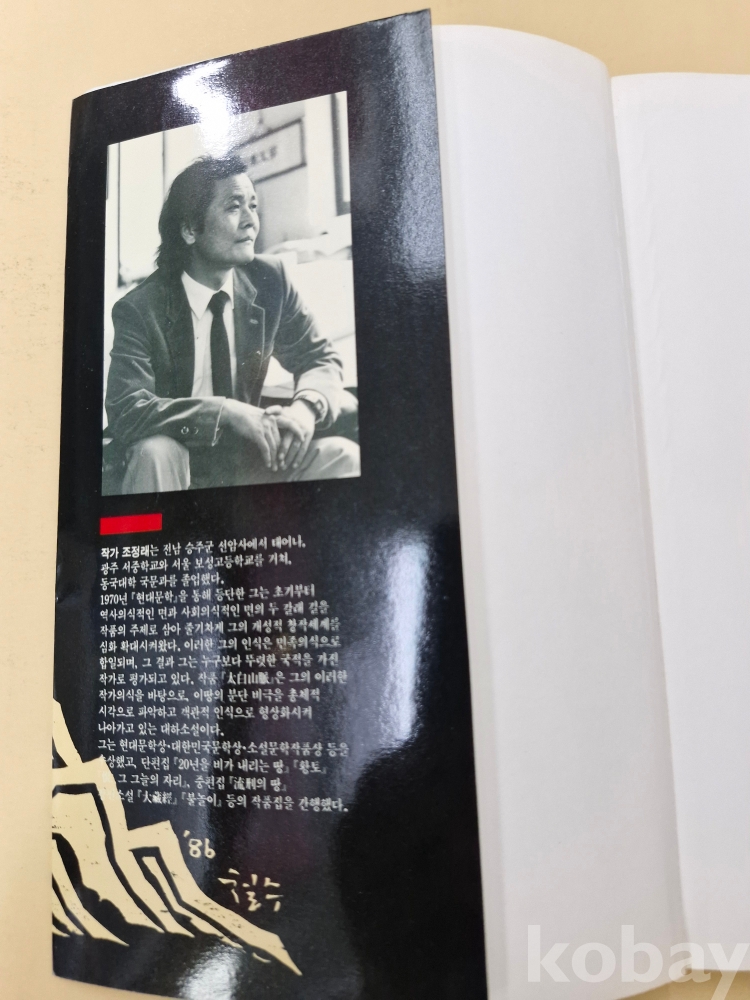 작가 조정래는 전남 승주군 선암사에서 태어나,
광주 서중학교와 서울 보성고등학교를 거쳐,
동국대학 국문과를 졸업했다.
1970년 『현대문학』을 통해 등단한 그는 초기부터
역사의식적인 면과 사회의식적인 면의 두 갈래 길을
작품의 주제로 삼아 줄기차게 그의 개성적 창작세계를
심화 확대시켜왔다. 이러한 그의 인식은 민족의식으로
합일되며, 그 결과 그는 누구보다 뚜렷한 국적을 가진
작가로 평가되고 있다. 작품 『太白山脈』은 그의 이러한
작가의식을 바탕으로, 이땅의 분단 비극을 총체적
시각으로 파악하고 객관적 인식으로 형상화시켜
나아가고 있는 대하소설이다.
그는 현대문학상·대한민국문학상·소설문학작품상 등을
상했고, 단편집 『20년을 비가 내리는 땅』 『황토』
그 그늘의 자리』, 중편집 『流刑의 땅』
소설 『大藏經』 『불놀이』 등의 작품집을 간행했다.
'86
kobay